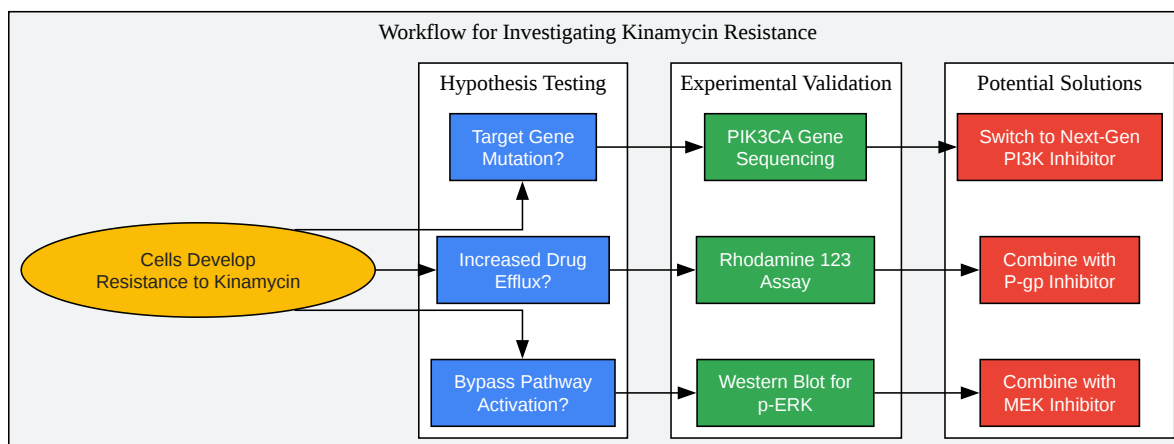 Workflow for Investigating Kinamycin Resistance
Hypothesis Testing
Experimental Validation
Potential Solutions
Target Gene
Mutation?
PIK3CA Gene
Sequencing
Switch to Next-Gen
PI3K Inhibitor
Cells Develop
Resistance to Kinamycin
Increased Drug
Efflux?
Rhodamine 123
Assay
Combine with
P-gp Inhibitor
Bypass Pathway
Activation?
Western Blot for
p-ERK
Combine with
MEK Inhibitor